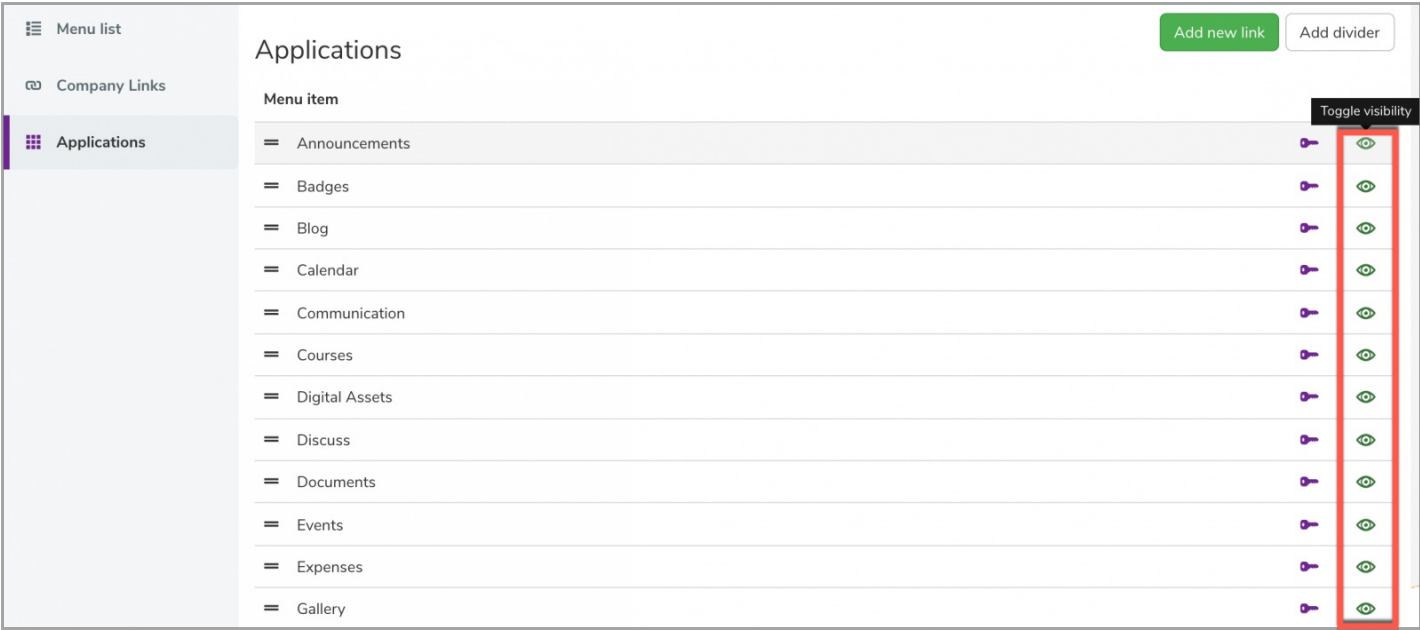 Menu list
Company Links
Applications
Applications
Add new link
Add divider
Menu item
Toggle visibility
Announcements
Badges
Blog
Calendar
Communication
Courses
Digital Assets
Discuss
Documents
Events
Expenses
Gallery